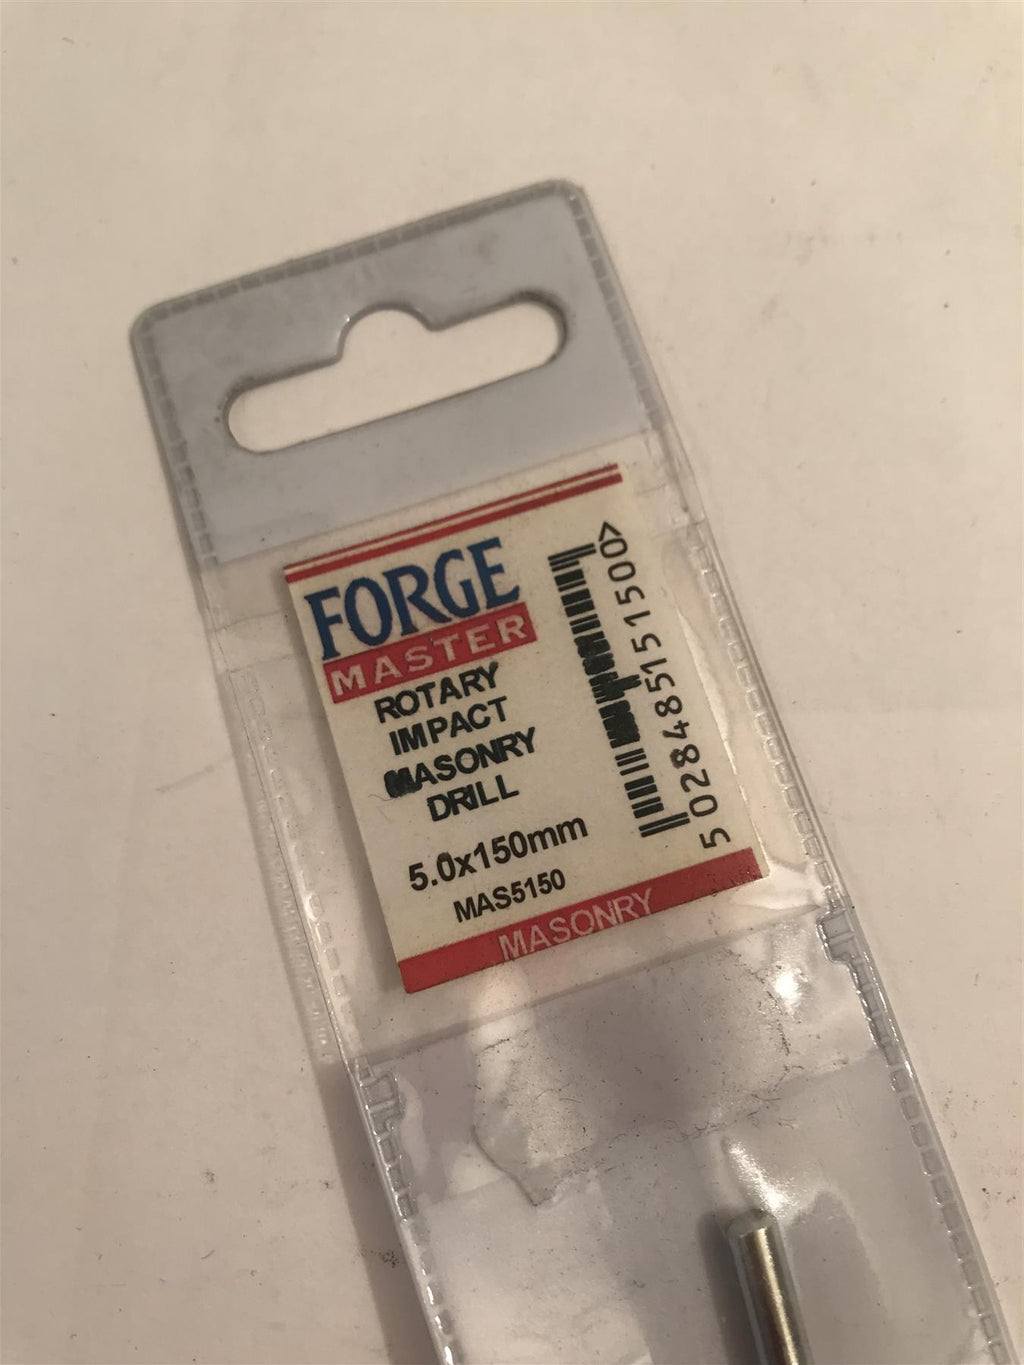 FORGE
MASTER
ROTARY
IMPACT
MASONRY
DRILL
5.0x150mm
MAS5150
MASONRY
5 028485 151500>